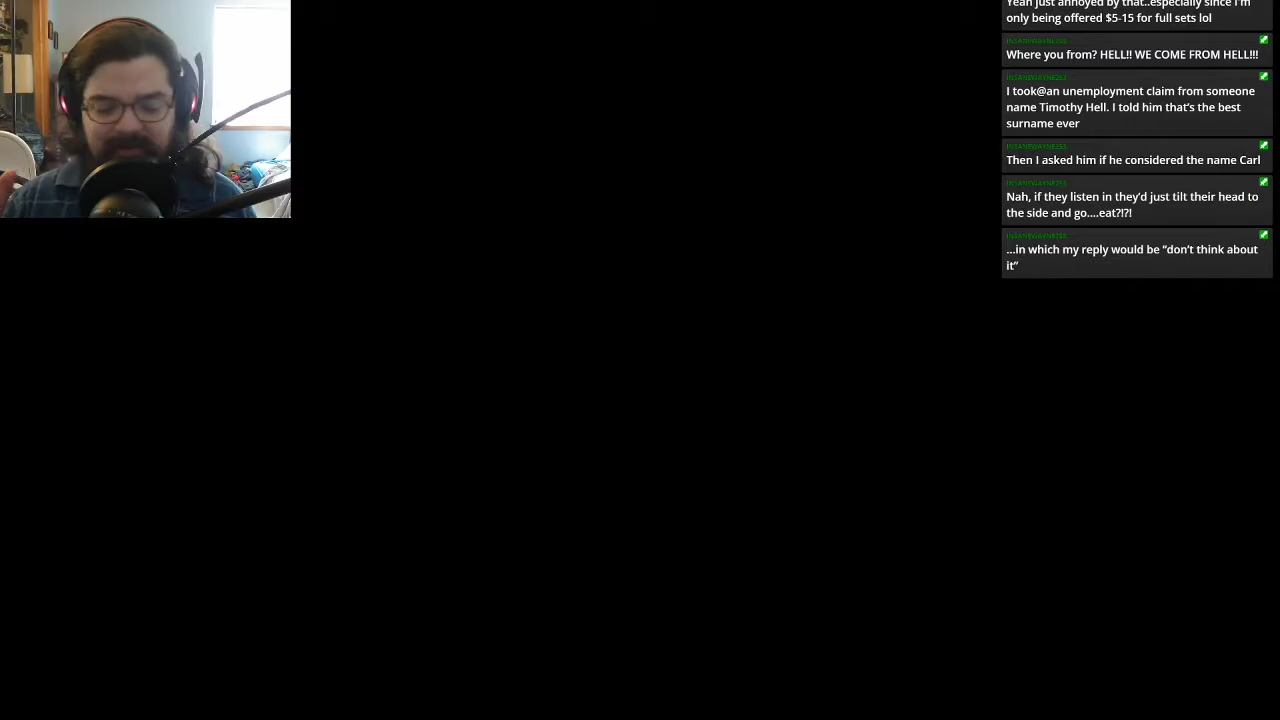 Yeah just annoyed by that..especially since I'm
only being offered 12-15 for full sets lol
Where you from? HELL!! WE COME FROM HELL!!!
I took@an unemployment claim from someone
name Timothy Hell. I told him that's the best
surname ever
Then I asked him if he considered the name Carl
Nah, if they listen in they'd just tilt their head to
the side and go....eat?!?!
...in which my reply would be “don't think about
it”